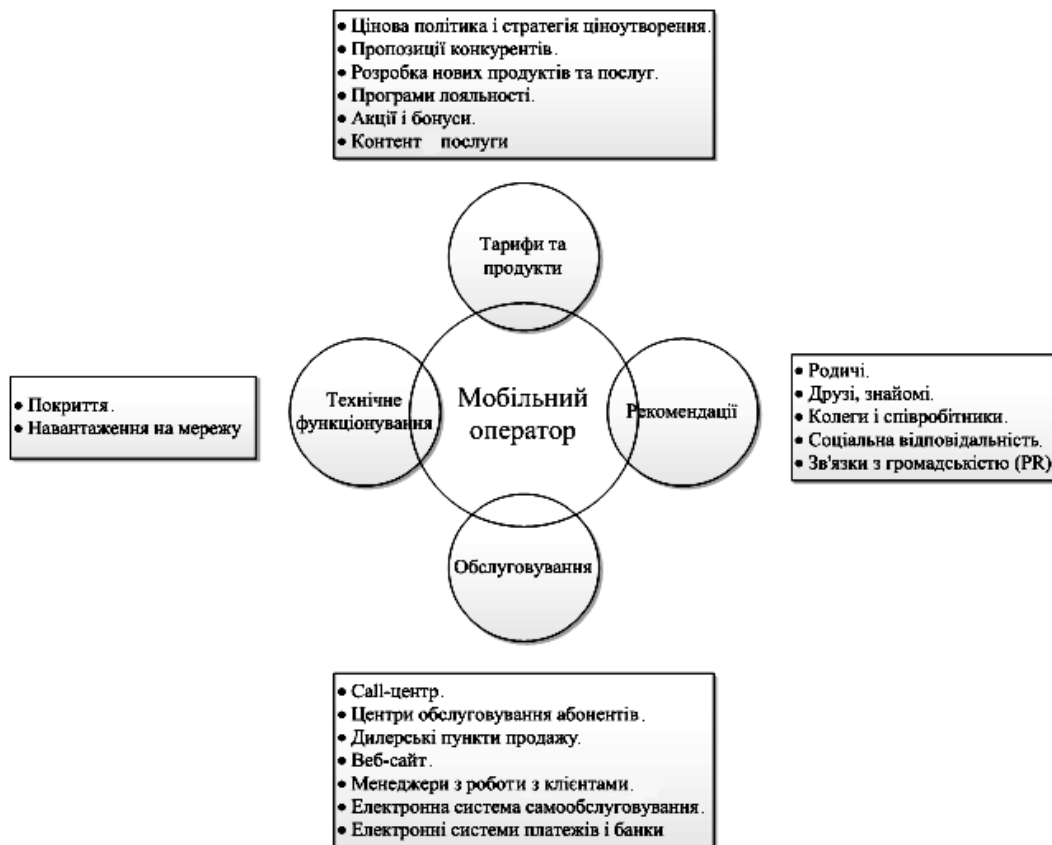 ● Цінова політика і стратегія ціноутворення.
● Пропозиції конкурентів.
● Розробка нових продуктів та послуг.
● Програми лояльності.
● Акції і бонуси.
● Контент послуги
Тарифи та
продукти
● Покриття.
● Навантаження на мережу
Технічне
функціонування
Мобільний
оператор
Рекомендації
● Родичі.
● Друзі, знайомі.
● Колеги і співробітники.
● Соціальна відповідальність.
● Зв'язки з громадськістю (PR)
Обслуговування
● Call-центр.
● Центри обслуговування абонентів.
● Дилерські пункти продажу.
● Веб-сайт.
● Менеджери з роботи з клієнтами.
● Електронна система самообслуговування.
● Електронні системи платежів і банки